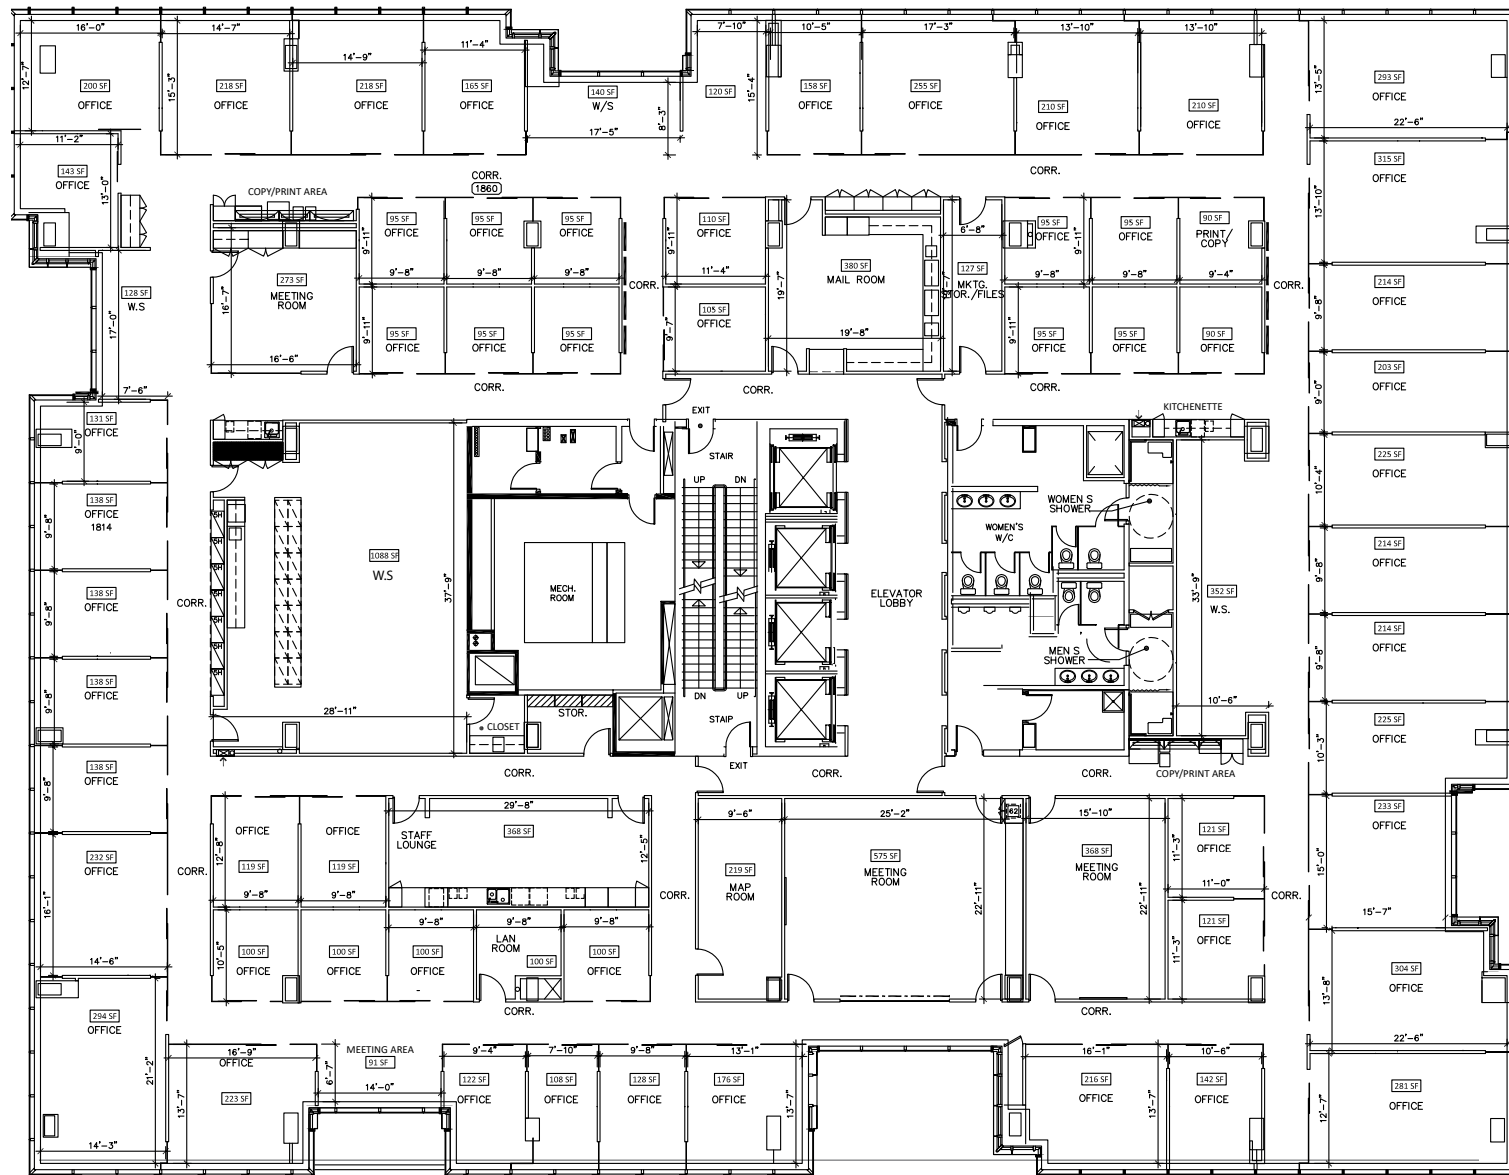 16'-0"
14'-7"
11'-4"
7'-10"
10'-5"
17'-3"
13'-10"
13'-10"
12'-7"
200 SF
OFFICE
15'-3"
218 SF
OFFICE
14'-9"
218 SF
OFFICE
165 SF
OFFICE
140 SF
W/S
8'-3"
17'-5"
120 SF
15'-4"
158 SF
OFFICE
255 SF
OFFICE
210 SF
OFFICE
210 SF
OFFICE
13'-5"
293 SF
OFFICE
22'-6"
11'-2"
143 SF
OFFICE
13'-0"
CORR.
1860
CORR.
315 SF
OFFICE
13'-10"
COPY/PRINT AREA
128 SF
W.S
17'-0"
7'-6"
273 SF
MEETING
ROOM
16'-7"
16'-6"
9'-11"
95 SF
OFFICE
95 SF
OFFICE
95 SF
OFFICE
9'-8"
9'-8"
9'-8"
9'-11"
95 SF
OFFICE
95 SF
OFFICE
95 SF
OFFICE
CORR.
9'-11"
110 SF
OFFICE
11'-4"
9'-7"
105 SF
OFFICE
380 SF
MAIL ROOM
19'-7"
19'-8"
6'-8"
127 SF
MKTG.
STOR./FILES
95 SF
OFFICE
9'-11"
95 SF
OFFICE
90 SF
PRINT/
COPY
9'-8"
9'-8"
9'-4"
9'-11"
95 SF
OFFICE
95 SF
OFFICE
90 SF
OFFICE
CORR.
214 SF
OFFICE
9'-8"
CORR.
CORR.
CORR.
203 SF
OFFICE
9'-0"
131 SF
OFFICE
9'-0"
EXIT
STAIR
UP
DN
KITCHENETTE
225 SF
OFFICE
10'-4"
138 SF
OFFICE
1814
9'-8"
1088 SF
W.S
37'-9"
28'-11"
MECH.
ROOM
ELEVATOR
LOBBY
WOMEN S
SHOWER
WOMEN'S
W/C
33'-9"
352 SF
W.S.
10'-6"
214 SF
OFFICE
9'-8"
138 SF
OFFICE
9'-8"
CORR.
MEN S
SHOWER
214 SF
OFFICE
9'-8"
138 SF
OFFICE
9'-8"
CLOSET
STOR.
DN
UP
STAIP
EXIT
225 SF
OFFICE
10'-3"
138 SF
OFFICE
9'-8"
CORR.
CORR.
CORR.
COPY/PRINT AREA
232 SF
OFFICE
16'-1"
14'-6"
CORR.
12'-8"
OFFICE
119 SF
9'-8"
OFFICE
119 SF
9'-8"
29'-8"
STAFF
LOUNGE
368 SF
12'-5"
CORR.
9'-6"
219 SF
MAP
ROOM
25'-2"
575 SF
MEETING
ROOM
22'-11"
15'-10"
368 SF
MEETING
ROOM
22'-11"
11'-3"
121 SF
OFFICE
11'-0"
11'-3"
121 SF
OFFICE
CORR.
233 SF
OFFICE
15'-0"
15'-7"
10'-5"
100 SF
OFFICE
100 SF
OFFICE
9'-8"
100 SF
OFFICE
9'-8"
LAN
ROOM
100 SF
9'-8"
100 SF
OFFICE
CORR.
CORR.
304 SF
OFFICE
13'-8"
22'-6"
294 SF
OFFICE
21'-2"
14'-3"
16'-9"
OFFICE
223 SF
13'-7"
6'-7"
MEETING AREA
91 SF
14'-0"
9'-4"
122 SF
OFFICE
7'-10"
108 SF
OFFICE
9'-8"
128 SF
OFFICE
13'-1"
176 SF
OFFICE
13'-7"
16'-1"
216 SF
OFFICE
13'-7"
10'-6"
142 SF
OFFICE
12'-7"
281 SF
OFFICE